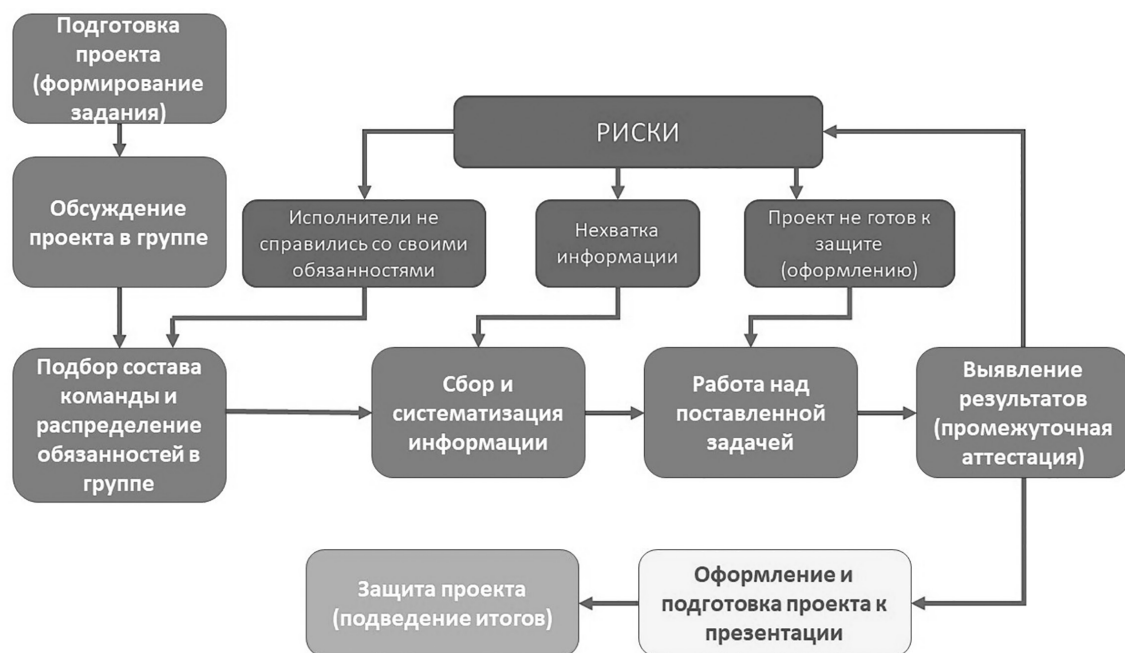 Подготовка
проекта
(формирование
задания)
РИСКИ
Обсуждение
проекта в группе
Исполнители не
справились со своими
обязанностями
Нехватка
информации
Проект не готов к
защите
(оформлению)
Подбор состава
команды и
распределение
обязанностей в
группе
Сбор и
систематизация
информации
Работа над
поставленной
задачей
Выявление
результатов
(промежуточная
аттестация)
Защита проекта
(подведение итогов)
Оформление и
подготовка проекта к
презентации